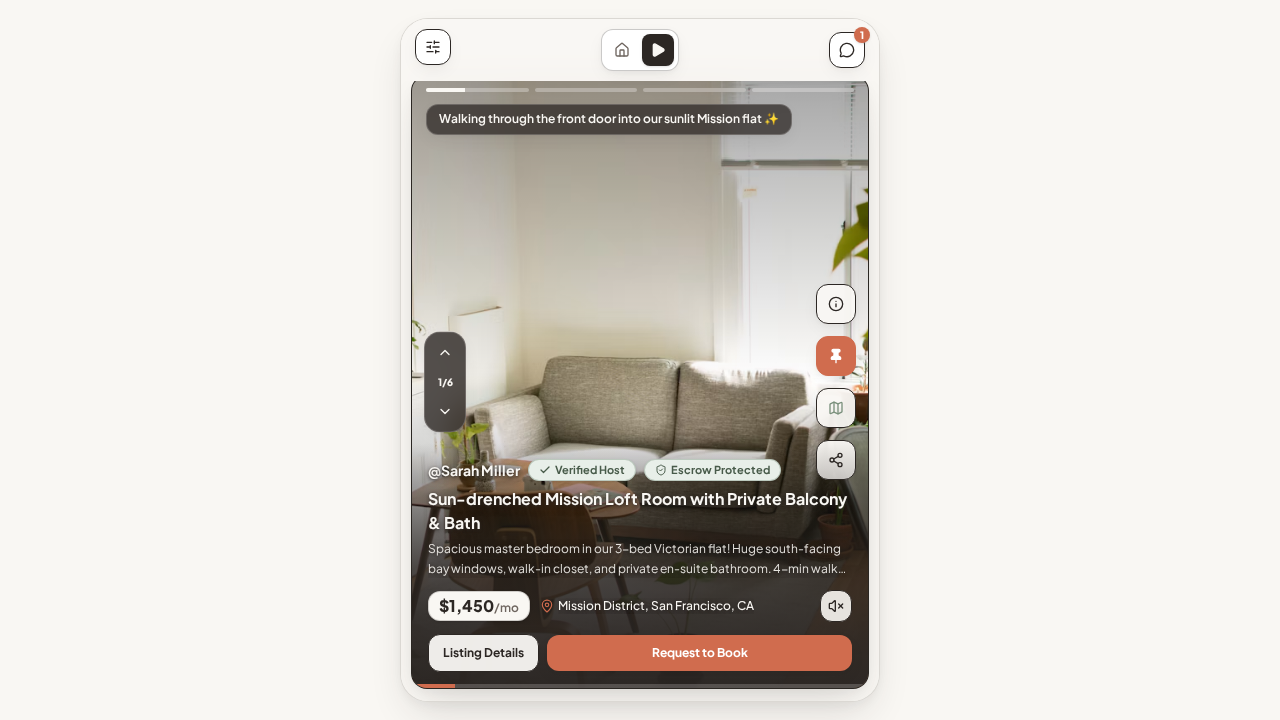 1
Walking through the front door into our sunlit Mission flat ✨
1/6
@Sarah Miller
Verified Host
Escrow Protected
Sun-drenched Mission Loft Room with Private Balcony
& Bath
Spacious master bedroom in our 3-bed Victorian flat! Huge south-facing
bay windows, walk-in closet, and private en-suite bathroom. 4-min walk…
$1,450/mo
Mission District, San Francisco, CA
Listing Details
Request to Book